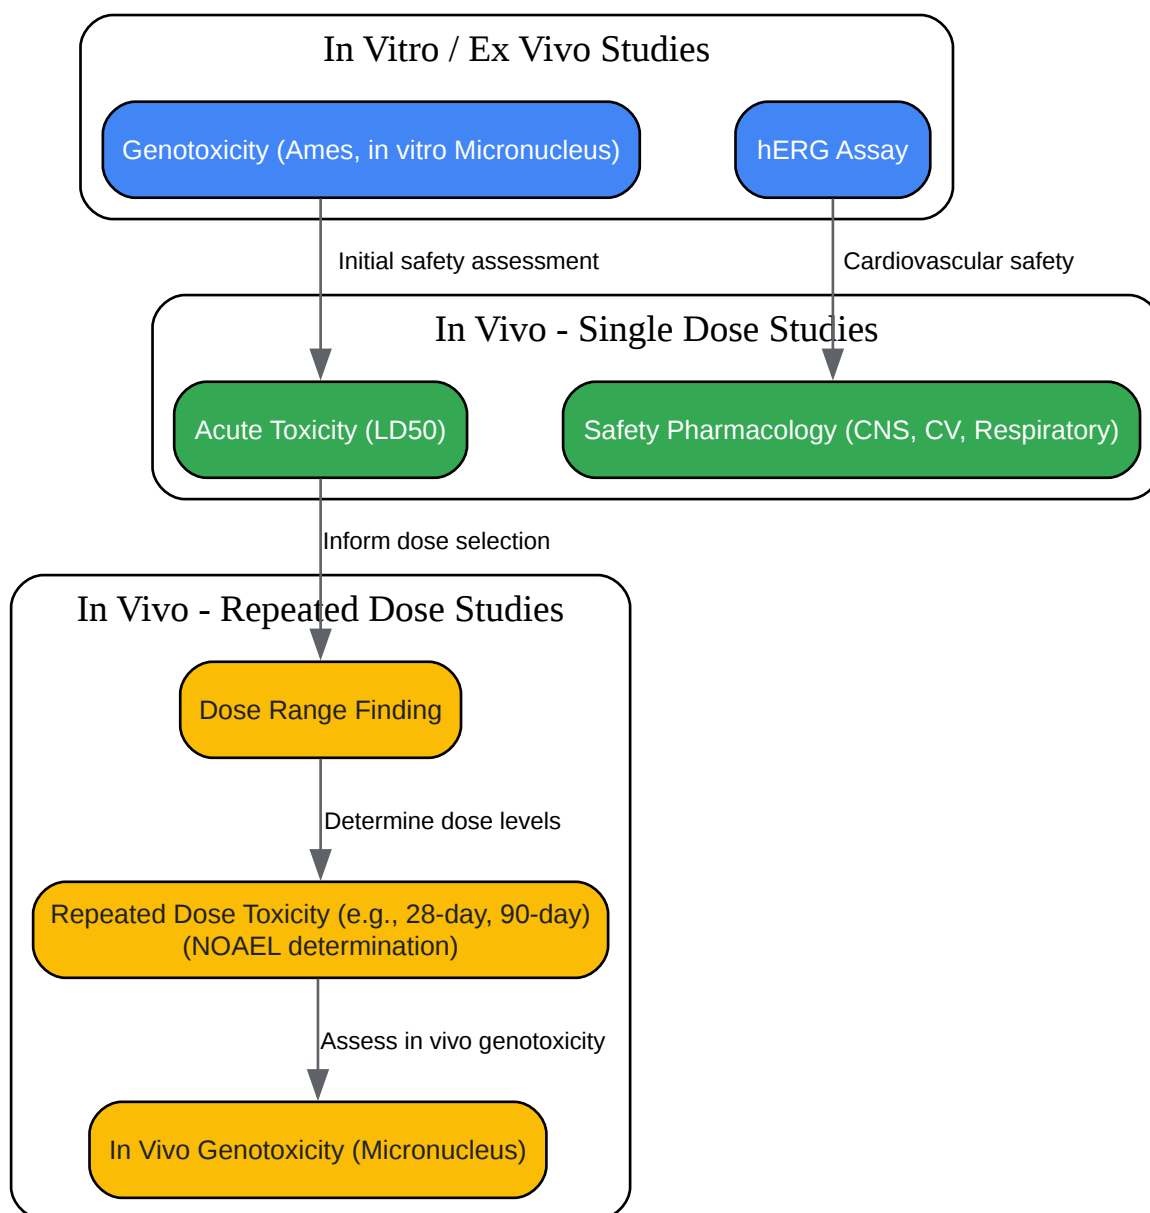 In Vitro / Ex Vivo Studies
Genotoxicity (Ames, in vitro Micronucleus)
hERG Assay
Initial safety assessment
Cardiovascular safety
In Vivo - Single Dose Studies
Acute Toxicity (LD50)
Safety Pharmacology (CNS, CV, Respiratory)
Inform dose selection
In Vivo - Repeated Dose Studies
Dose Range Finding
Determine dose levels
Repeated Dose Toxicity (e.g., 28-day, 90-day)
(NOAEL determination)
Assess in vivo genotoxicity
In Vivo Genotoxicity (Micronucleus)